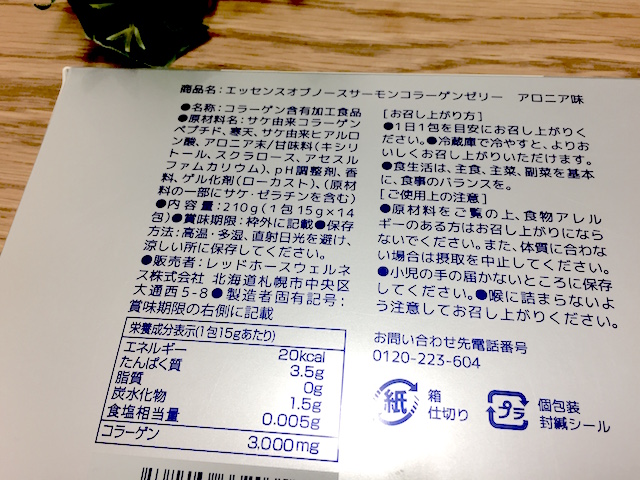 商品名:エッセンスオブノースサーモンコラーゲンゼリー アロニア味
●名称:コラーゲン含有加工食品
●原材料名:サケ由来コラーゲン
ペプチド、寒天、サケ由来ヒアルロ
ン酸、アロニア末/甘味料(キシリ
トール、スクラロース、アセスル
ファムカリウム)、pH調整剤、香
料、ゲル化剤(ローカスト)、(原材
料の一部にサケ・ゼラチンを含む)
●内容量:210g(1包15g×14
包)●賞味期限:枠外に記載●保存
方法:高温・多湿、直射日光を避け、
涼しい所に保存してください。
●販売者:レッドホースウェルネ
ス株式会社 北海道札幌市中央区
大通西5-8●製造者固有記号:
賞味期限の右側に記載
栄養成分表示(1包15gあたり)
エネルギー 20kcal
たんぱく質 3.5g
脂質 0g
炭水化物 1.5g
食塩相当量 0.005g
コラーゲン 3,000mg
[お召し上がり方]
●1日1包を目安にお召し上がりく
ださい。●冷蔵庫で冷やすと、よりお
いしくお召し上がりいただけます。
●食生活は、主食、主菜、副菜を基本
に、食事のバランスを。
[ご使用上の注意]
●原材料をご覧の上、食物アレル
ギーのある方はお召し上がりになら
ないでください。また、体質に合わな
い場合は摂取を中止してください。
●小児の手の届かないところに保存
してください。●喉に詰まらないよ
う注意してお召し上がりください。
お問い合わせ先電話番号
0120-223-604
紙
箱
仕切り
プラ
個包装
封緘シール